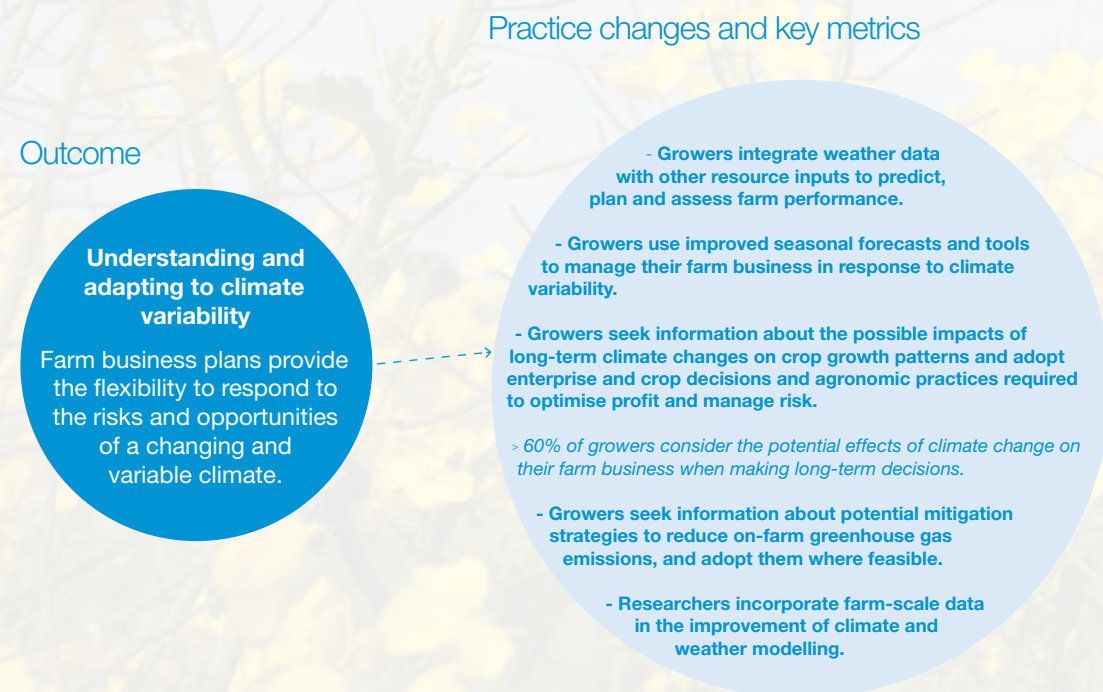 Practice changes and key metrics
Outcome
Understanding and
adapting to climate
variability
Farm business plans provide
the flexibility to respond to
the risks and opportunities
of a changing and
variable climate.
- Growers integrate weather data
with other resource inputs to predict,
plan and assess farm performance.
- Growers use improved seasonal forecasts and tools
to manage their farm business in response to climate
variability.
- Growers seek information about the possible impacts of
long-term climate changes on crop growth patterns and adopt
enterprise and crop decisions and agronomic practices required
to optimise profit and manage risk.
> 60% of growers consider the potential effects of climate change on
their farm business when making long-term decisions.
- Growers seek information about potential mitigation
strategies to reduce on-farm greenhouse gas
emissions, and adopt them where feasible.
- Researchers incorporate farm-scale data
in the improvement of climate and
weather modelling.